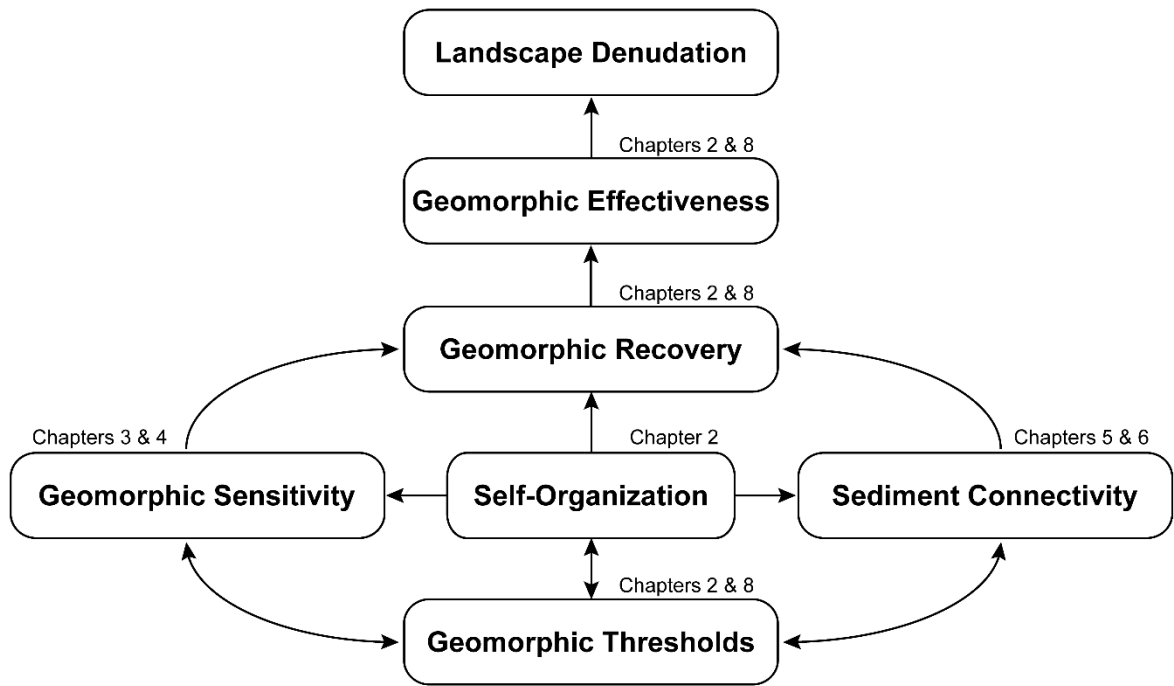 Landscape Denudation
Chapters 2 & 8
Geomorphic Effectiveness
Chapters 2 & 8
Geomorphic Recovery
Chapters 3 & 4
Chapter 2
Chapters 5 & 6
Geomorphic Sensitivity
Self-Organization
Sediment Connectivity
Chapters 2 & 8
Geomorphic Thresholds